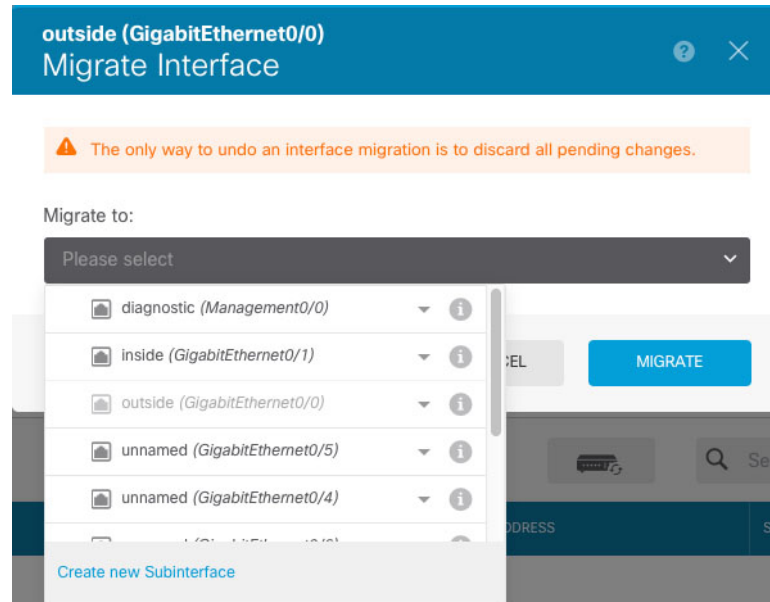 outside (GigabitEthernet0/0)
Migrate Interface
The only way to undo an interface migration is to discard all pending changes.
Migrate to:
Please select
diagnostic (Management0/0)
inside (GigabitEthernet0/1)
outside (GigabitEthernet0/0)
unnamed (GigabitEthernet0/5)
unnamed (GigabitEthernet0/4)
Create new Subinterface
MIGRATE